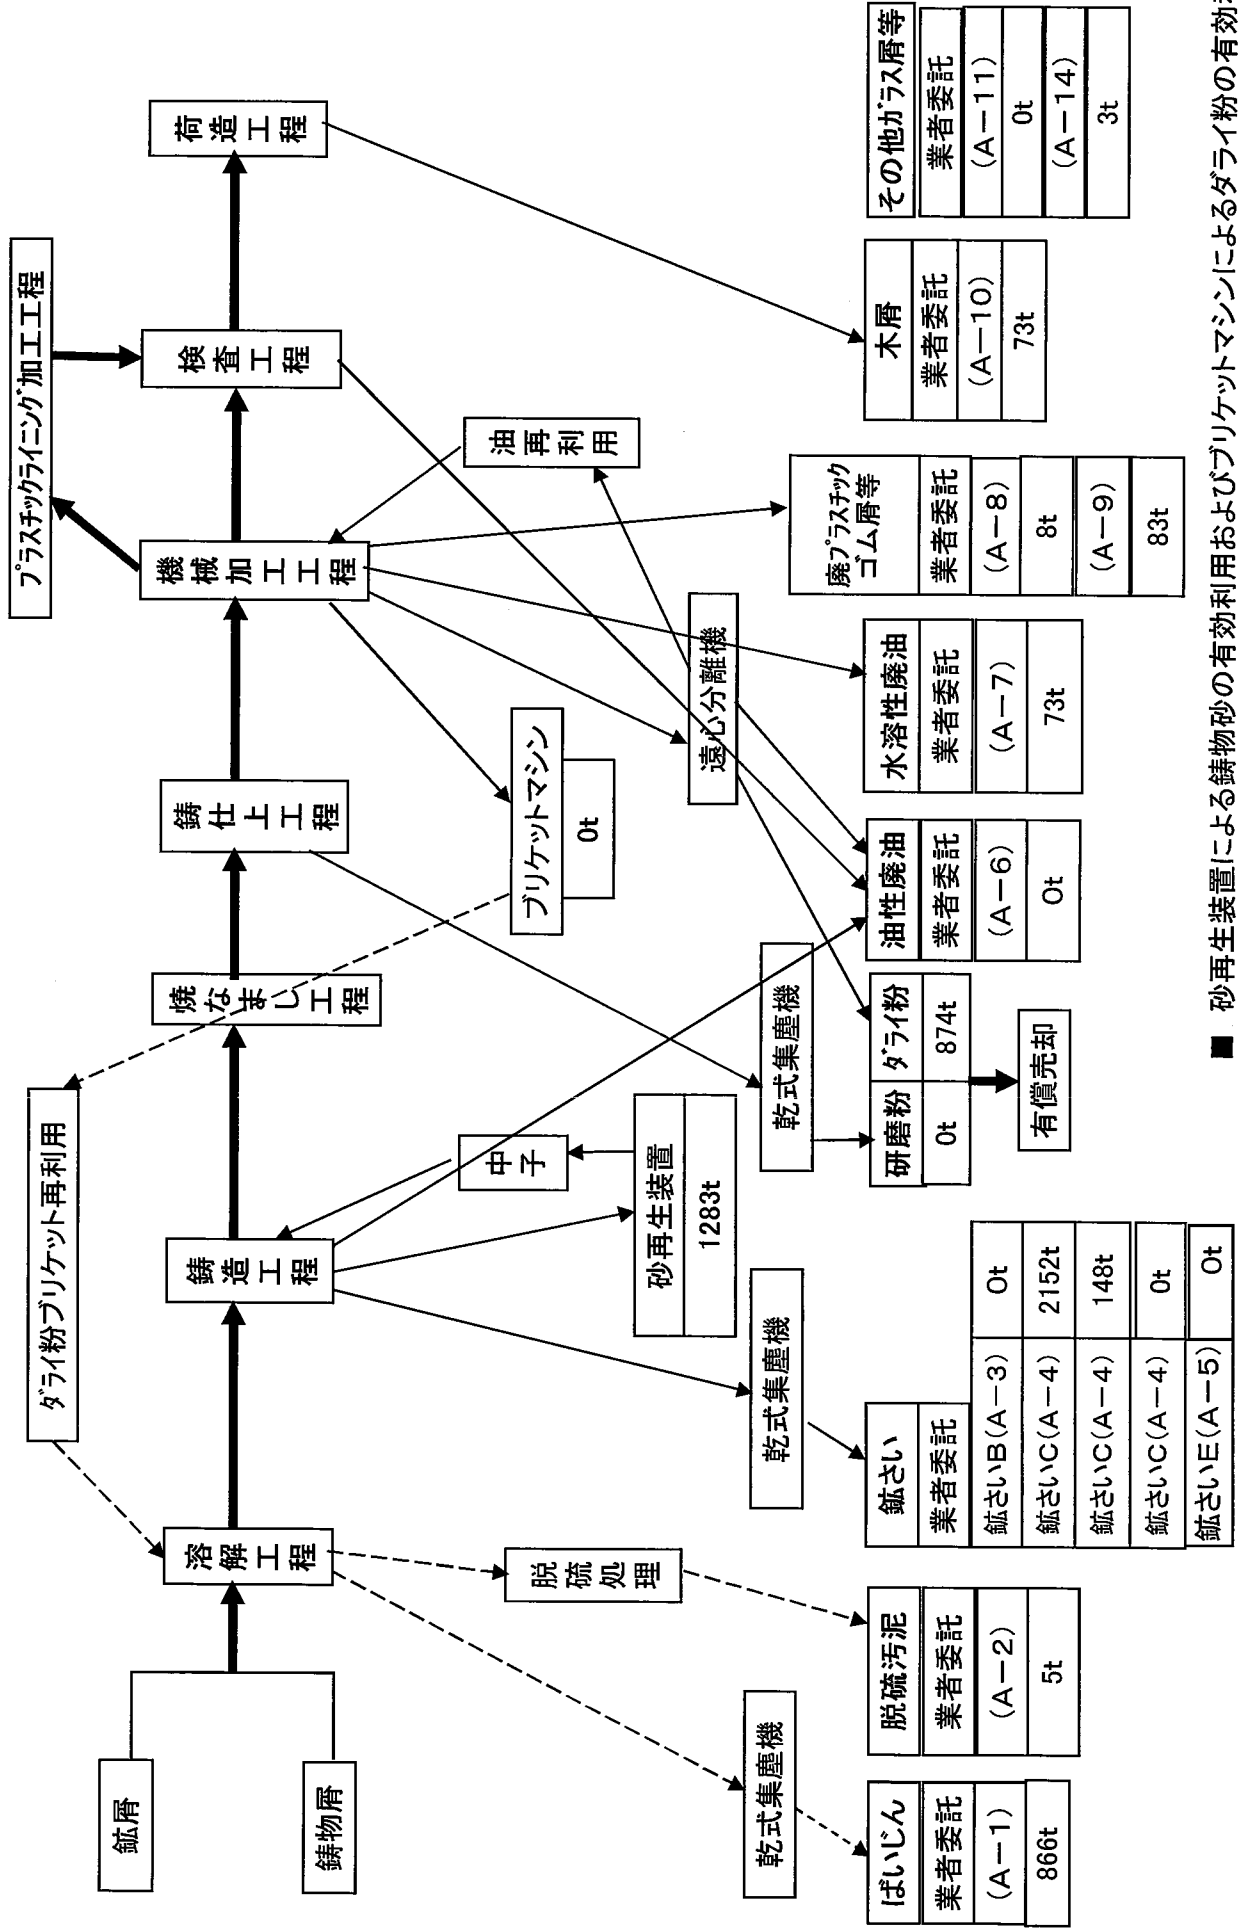 プラスチックライニング加工工程
ダライ粉ブリケット再利用
鉱屑
鋳物屑
溶解工程
鋳造工程
焼なまし工程
鋳仕上工程
機械加工工程
検査工程
荷造工程
脱硫処理
中子
ブリケットマシン
0t
油再利用
砂再生装置
1283t
遠心分離機
乾式集塵機
乾式集塵機
乾式集塵機
ばいじん
業者委託
(A－1)
866t
脱硫汚泥
業者委託
(A－2)
5t
鉱さい
業者委託
鉱さいB(A－3) 0t
鉱さいC(A－4) 2152t
鉱さいC(A－4) 148t
鉱さいC(A－4) 0t
鉱さいE(A－5) 0t
研磨粉 ダライ粉
0t 874t
有償売却
油性廃油
業者委託
(A－6)
0t
水溶性廃油
業者委託
(A－7)
73t
廃プラスチック
ゴム屑等
業者委託
(A－8)
8t
(A－9)
83t
木屑
業者委託
(A－10)
73t
その他ガラス屑等
業者委託
(A－11)
0t
(A－14)
3t
■ 砂再生装置による鋳物砂の有効利用およびブリケットマシンによるダライ粉の有効